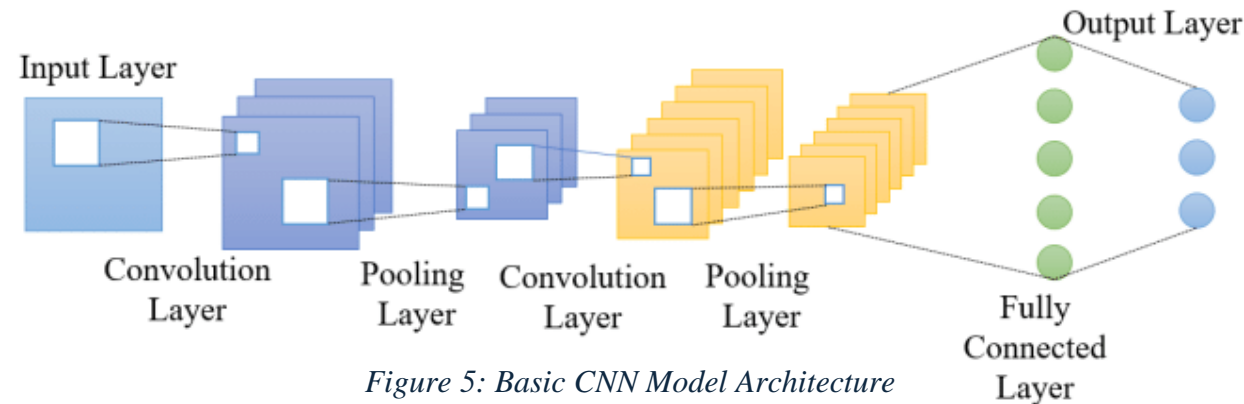 Input Layer
Output Layer
Convolution
Layer
Pooling
Layer
Convolution
Layer
Pooling
Layer
Fully
Connected
Layer
Figure 5: Basic CNN Model Architecture